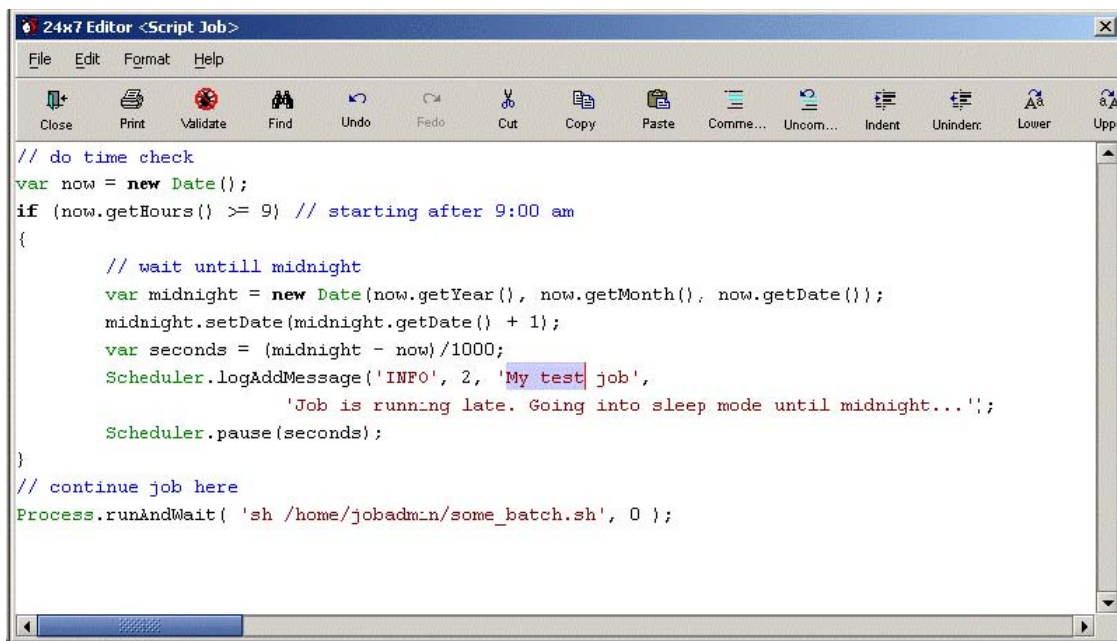 24x7 Editor <Script Job>
File Edit Format Help
Close Print Validate Find Undo Fedo Cut Copy Paste Comme... Uncom... Indent Uninden: Lower Upp
// do time check
var now = new Date();
if (now.getHours() >= 9) // starting after 9:00 am
{
        // wait untill midnight
        var midnight = new Date(now.getYear(), now.getMonth(), now.getDate());
        midnight.setDate(midnight.getDate() + 1);
        var seconds = (midnight - now)/1000;
        Scheduler.logAddMessage('INFO', 2, 'My test job',
                        'Job is running late. Going into sleep mode until midnight...');
        Scheduler.pause(seconds);
}
// continue job here
Process.runAndWait( 'sh /home/jobadmin/some_batch.sh', 0 );